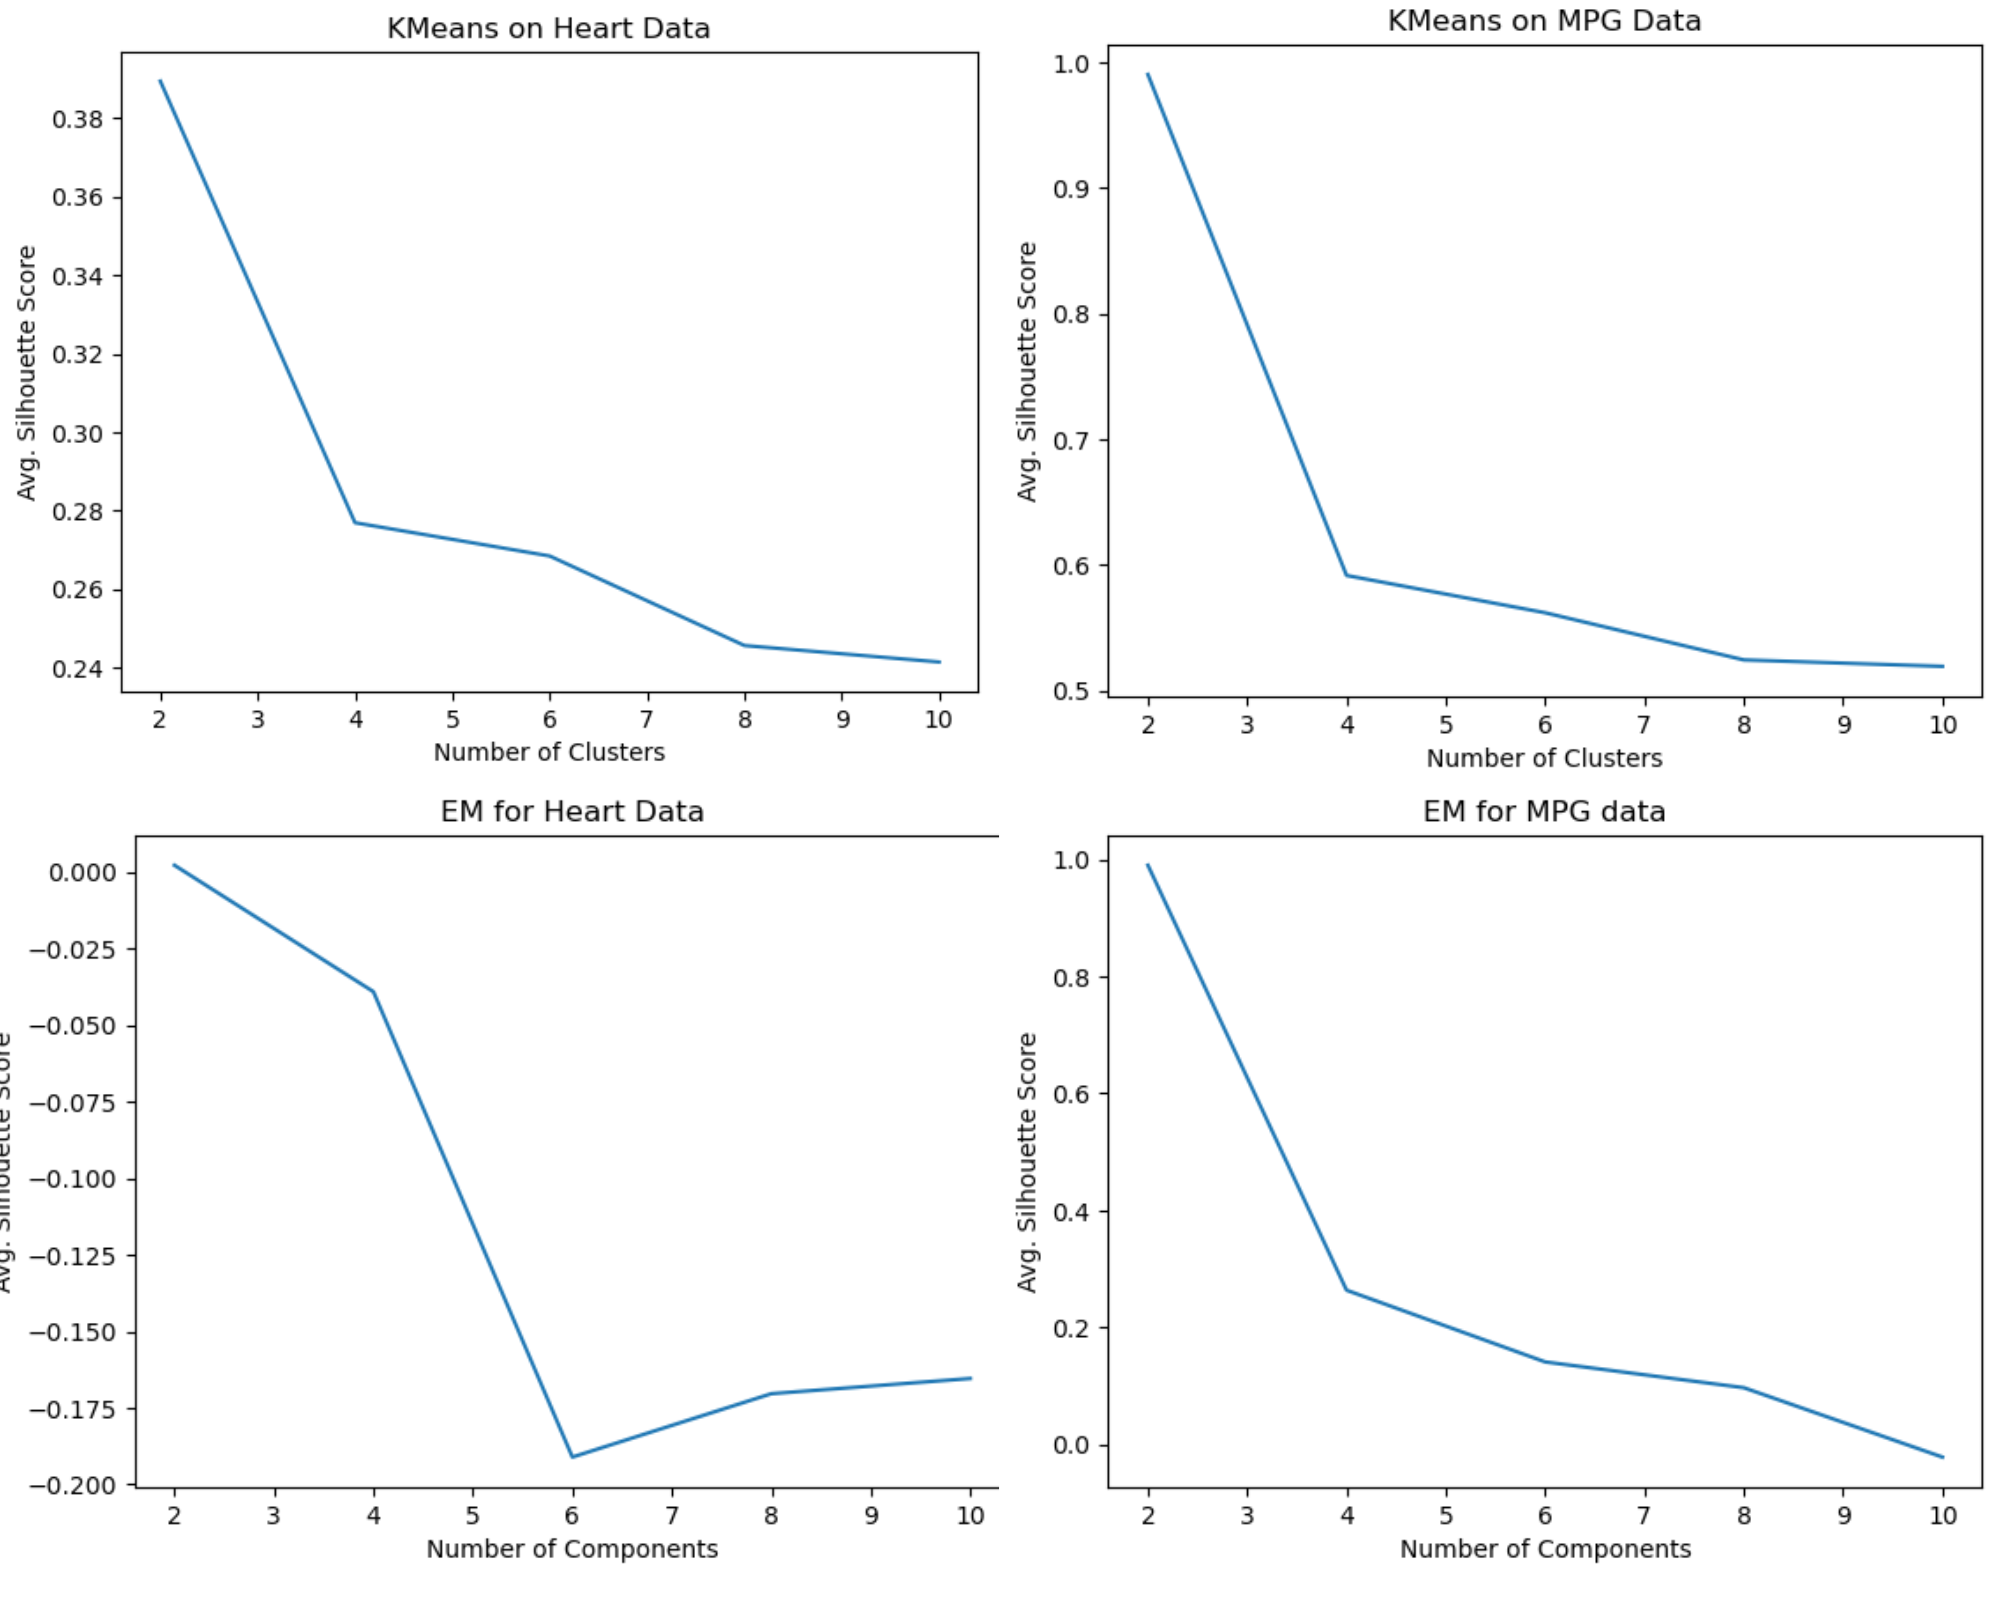 KMeans on Heart Data
0.38
0.36
0.34
0.32
0.30
0.28
0.26
0.24
Avg. Silhouette Score
2 3 4 5 6 7 8 9 10
Number of Clusters
KMeans on MPG Data
1.0
0.9
0.8
0.7
0.6
0.5
Avg. Silhouette Score
2 3 4 5 6 7 8 9 10
Number of Clusters
EM for Heart Data
0.000
−0.025
−0.050
−0.075
−0.100
−0.125
−0.150
−0.175
−0.200
Avg. Silhouette Score
2 3 4 5 6 7 8 9 10
Number of Components
EM for MPG data
1.0
0.8
0.6
0.4
0.2
0.0
Avg. Silhouette Score
2 3 4 5 6 7 8 9 10
Number of Components